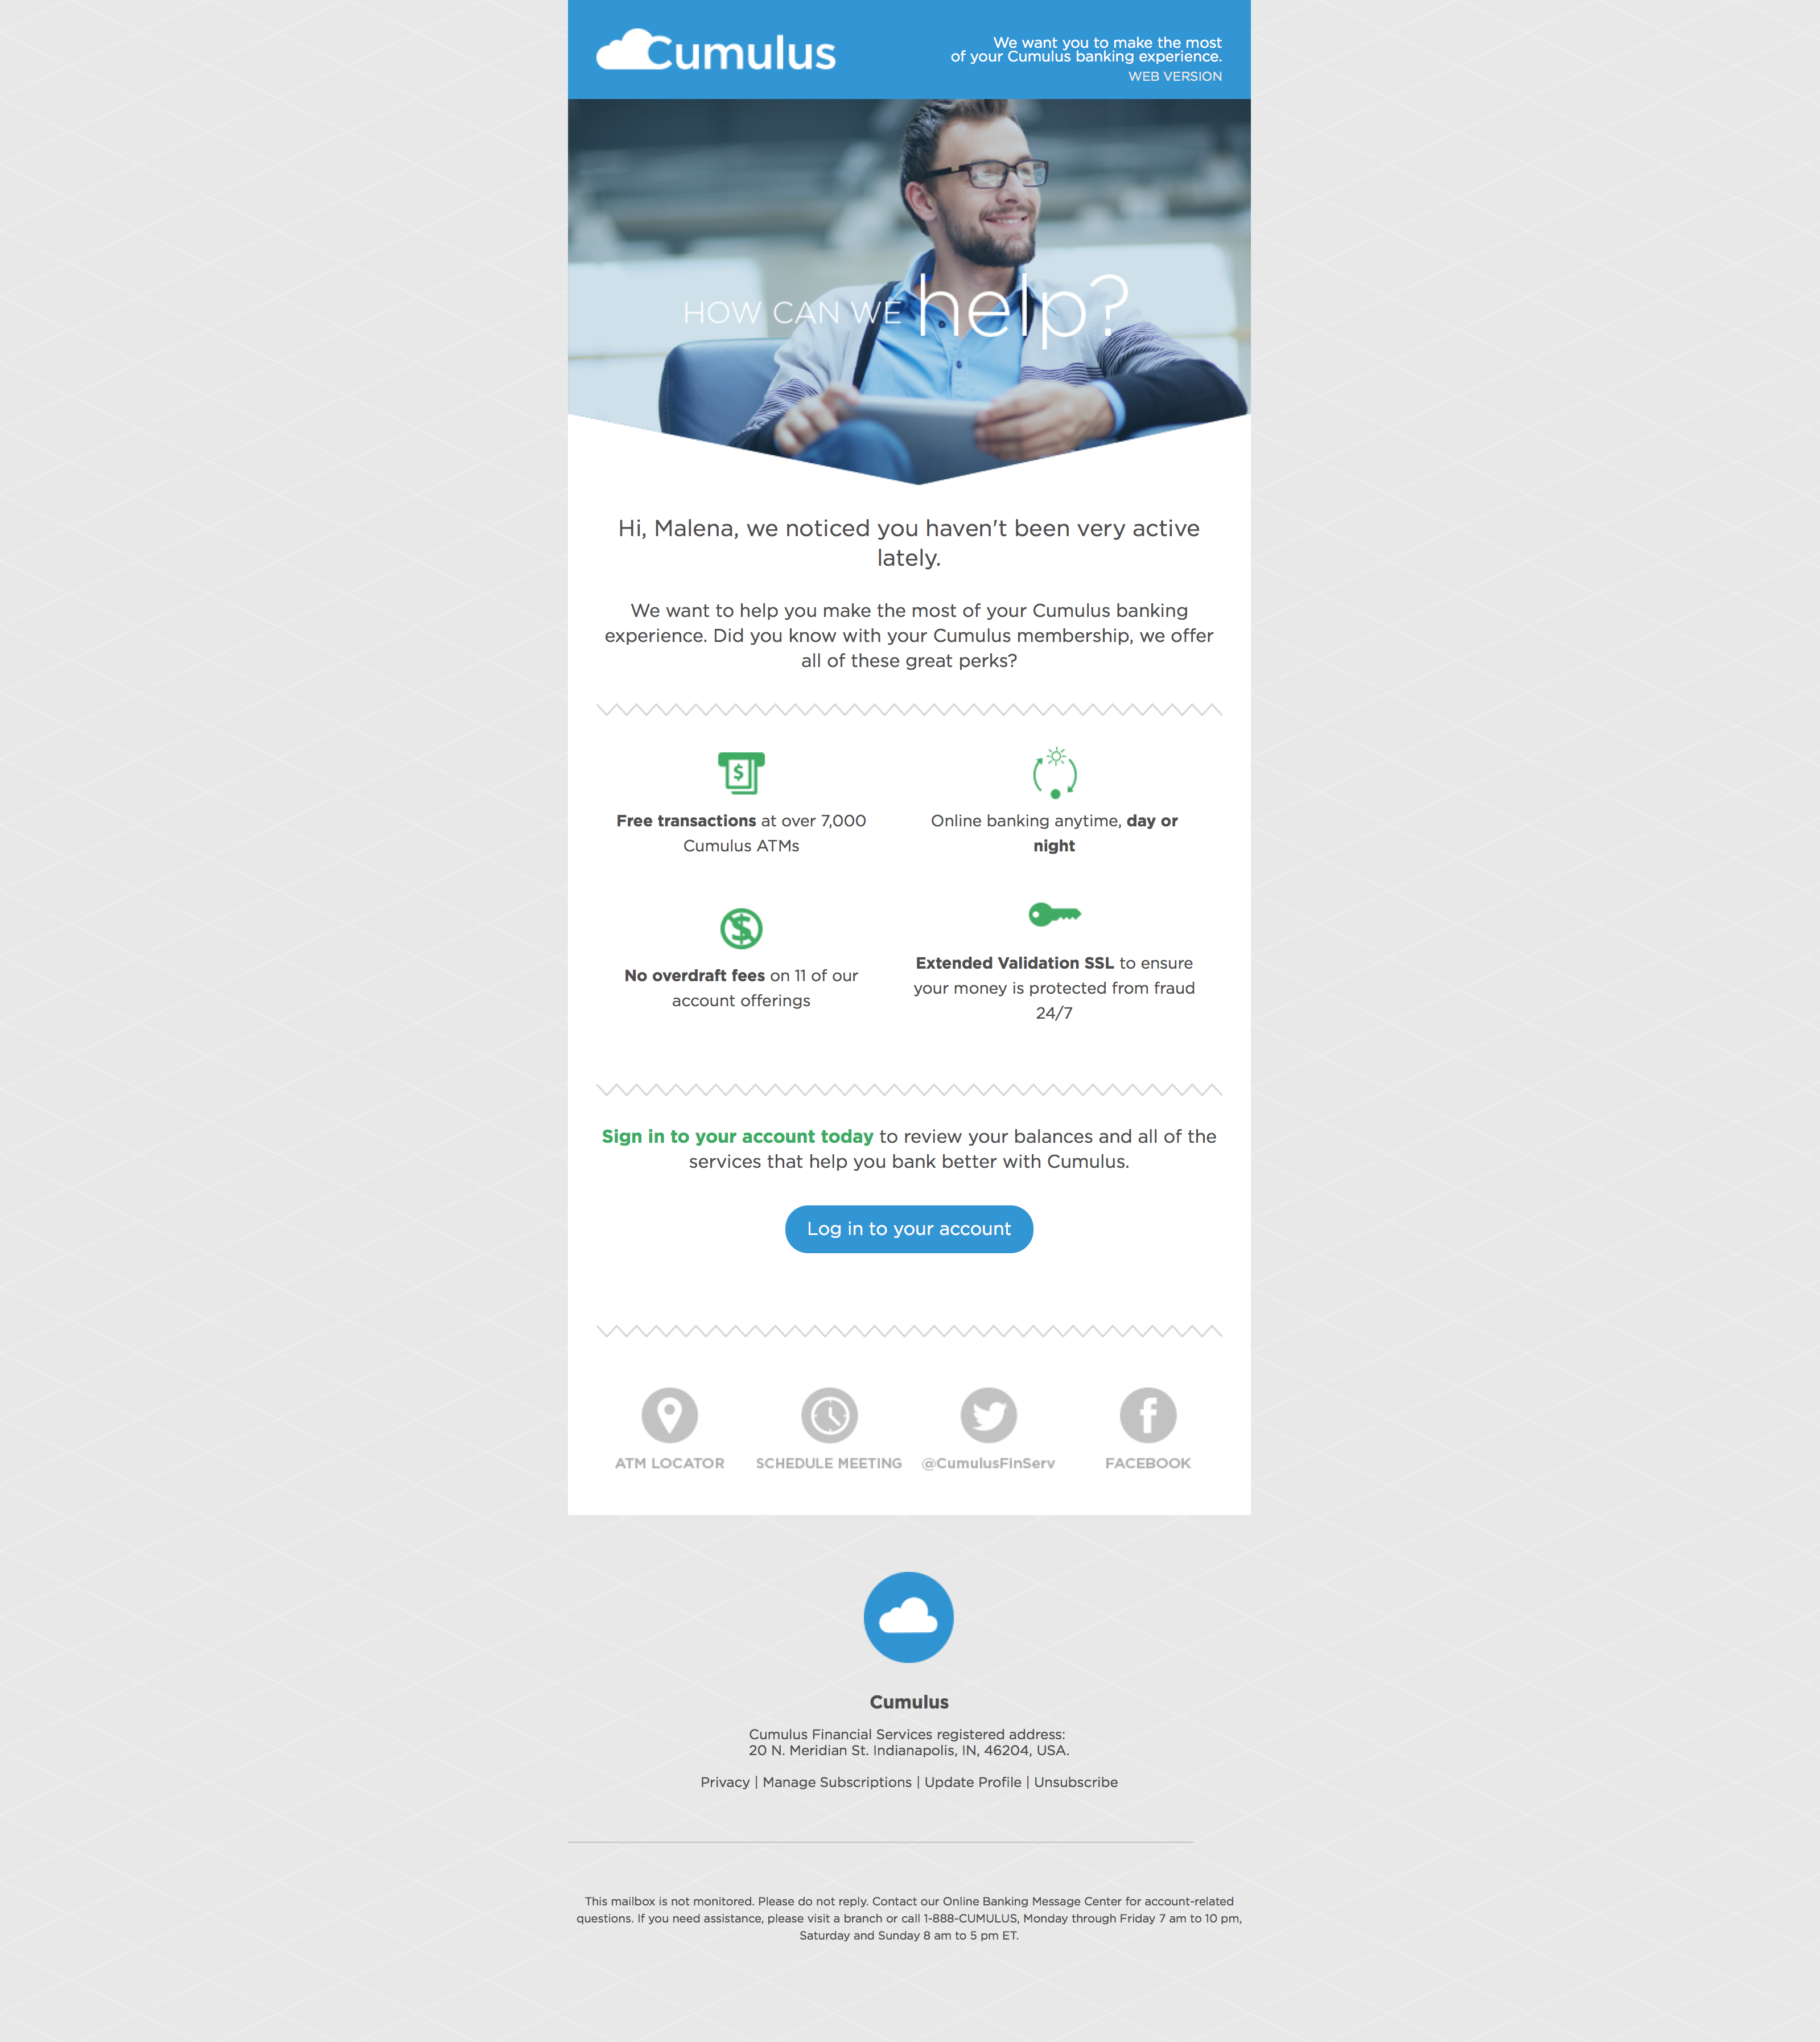 Cumulus
We want you to make the most
of your Cumulus banking experience.
WEB VERSION
HOW CAN WE help?
Hi, Malena, we noticed you haven't been very active
lately.
We want to help you make the most of your Cumulus banking
experience. Did you know with your Cumulus membership, we offer
all of these great perks?
$
Free transactions at over 7,000
Cumulus ATMs
Online banking anytime, day or
night
$
No overdraft fees on 11 of our
account offerings
Extended Validation SSL to ensure
your money is protected from fraud
24/7
Sign in to your account today to review your balances and all of the
services that help you bank better with Cumulus.
Log in to your account
f
ATM LOCATOR SCHEDULE MEETING @CumulusFInServ FACEBOOK
Cumulus
Cumulus Financial Services registered address:
20 N. Meridian St. Indianapolis, IN, 46204, USA.
Privacy | Manage Subscriptions | Update Profile | Unsubscribe
This mailbox is not monitored. Please do not reply. Contact our Online Banking Message Center for account-related
questions. If you need assistance, please visit a branch or call 1-888-CUMULUS, Monday through Friday 7 am to 10 pm,
Saturday and Sunday 8 am to 5 pm ET.